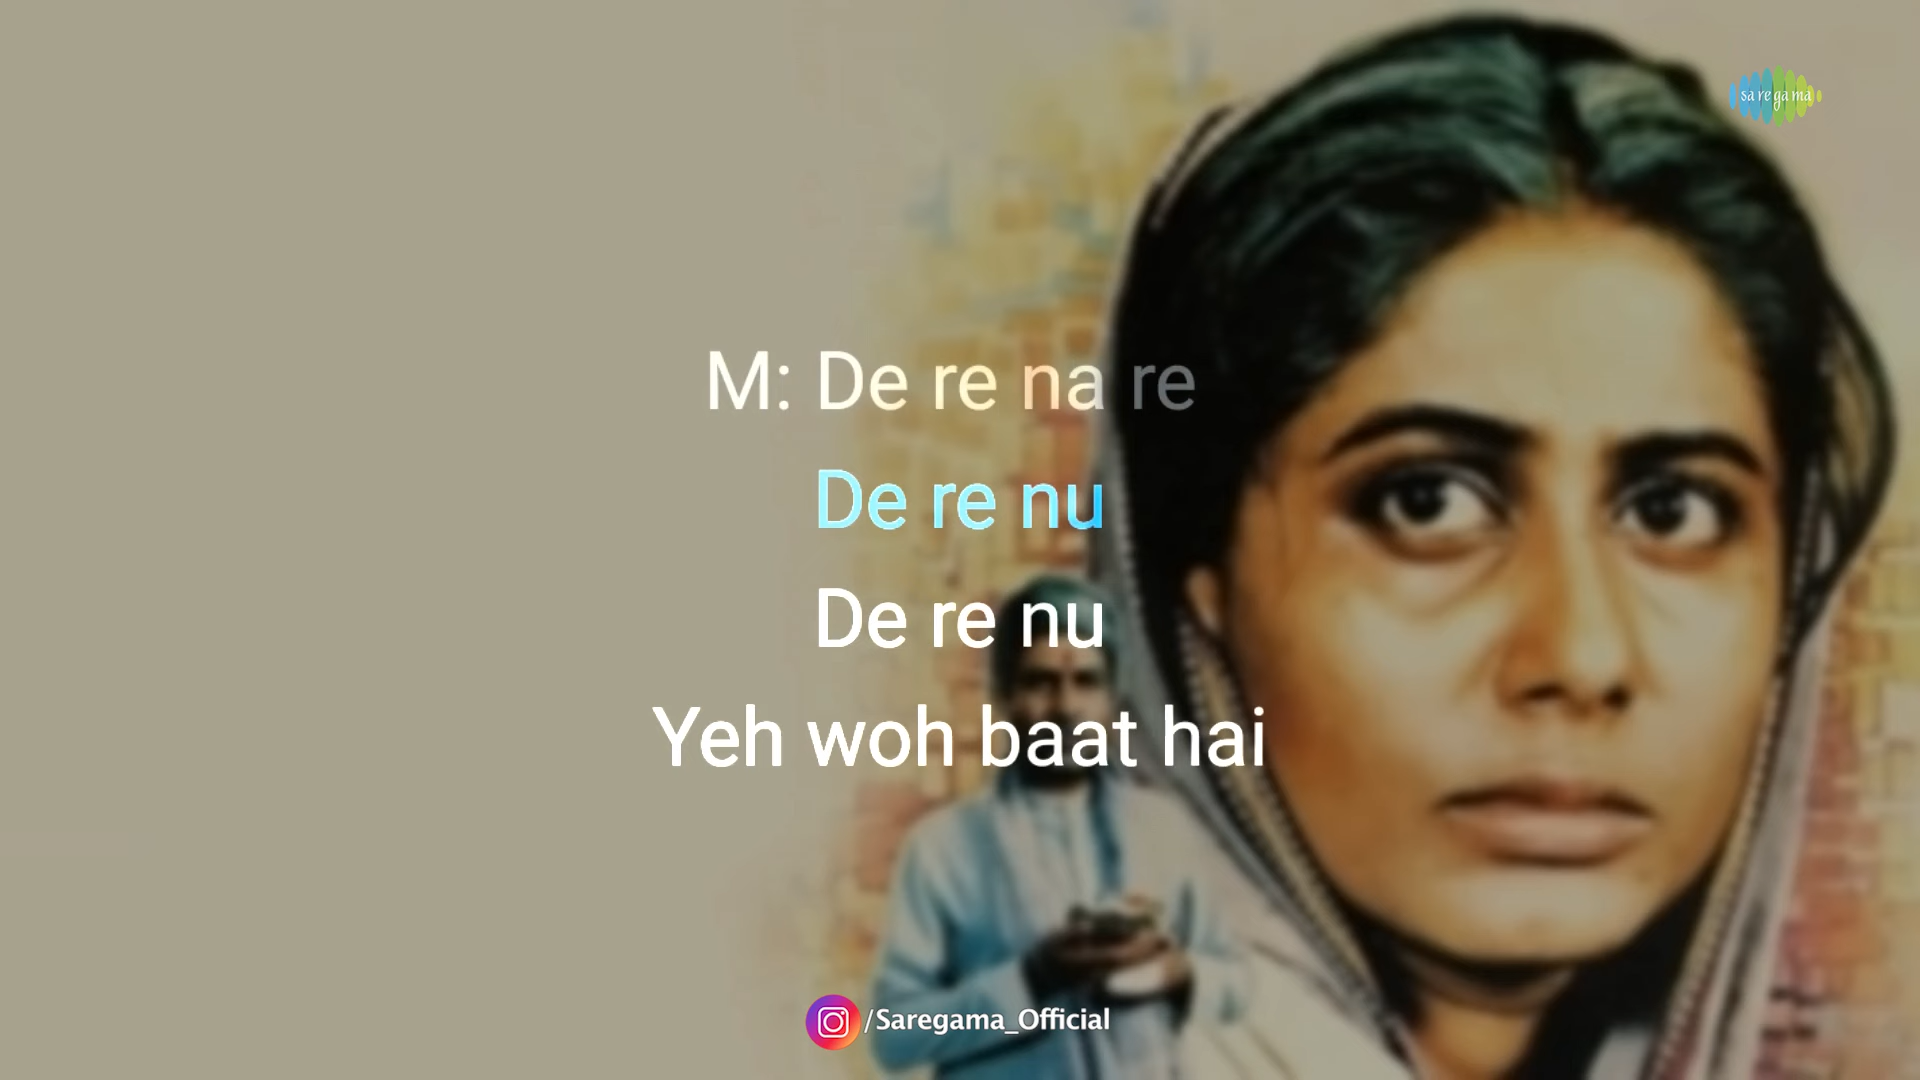 sa re ga ma
M: De re na re
De re nu
De re nu
Yeh woh baat hai
/Saregama_Official